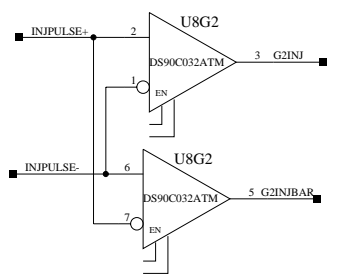 U8G2
INJPULSE+
2
DS90C032ATM
3 G2INJ
1
EN
U8G2
INJPULSE-
6
DS90C032ATM
5 G2INJBAR
7
EN